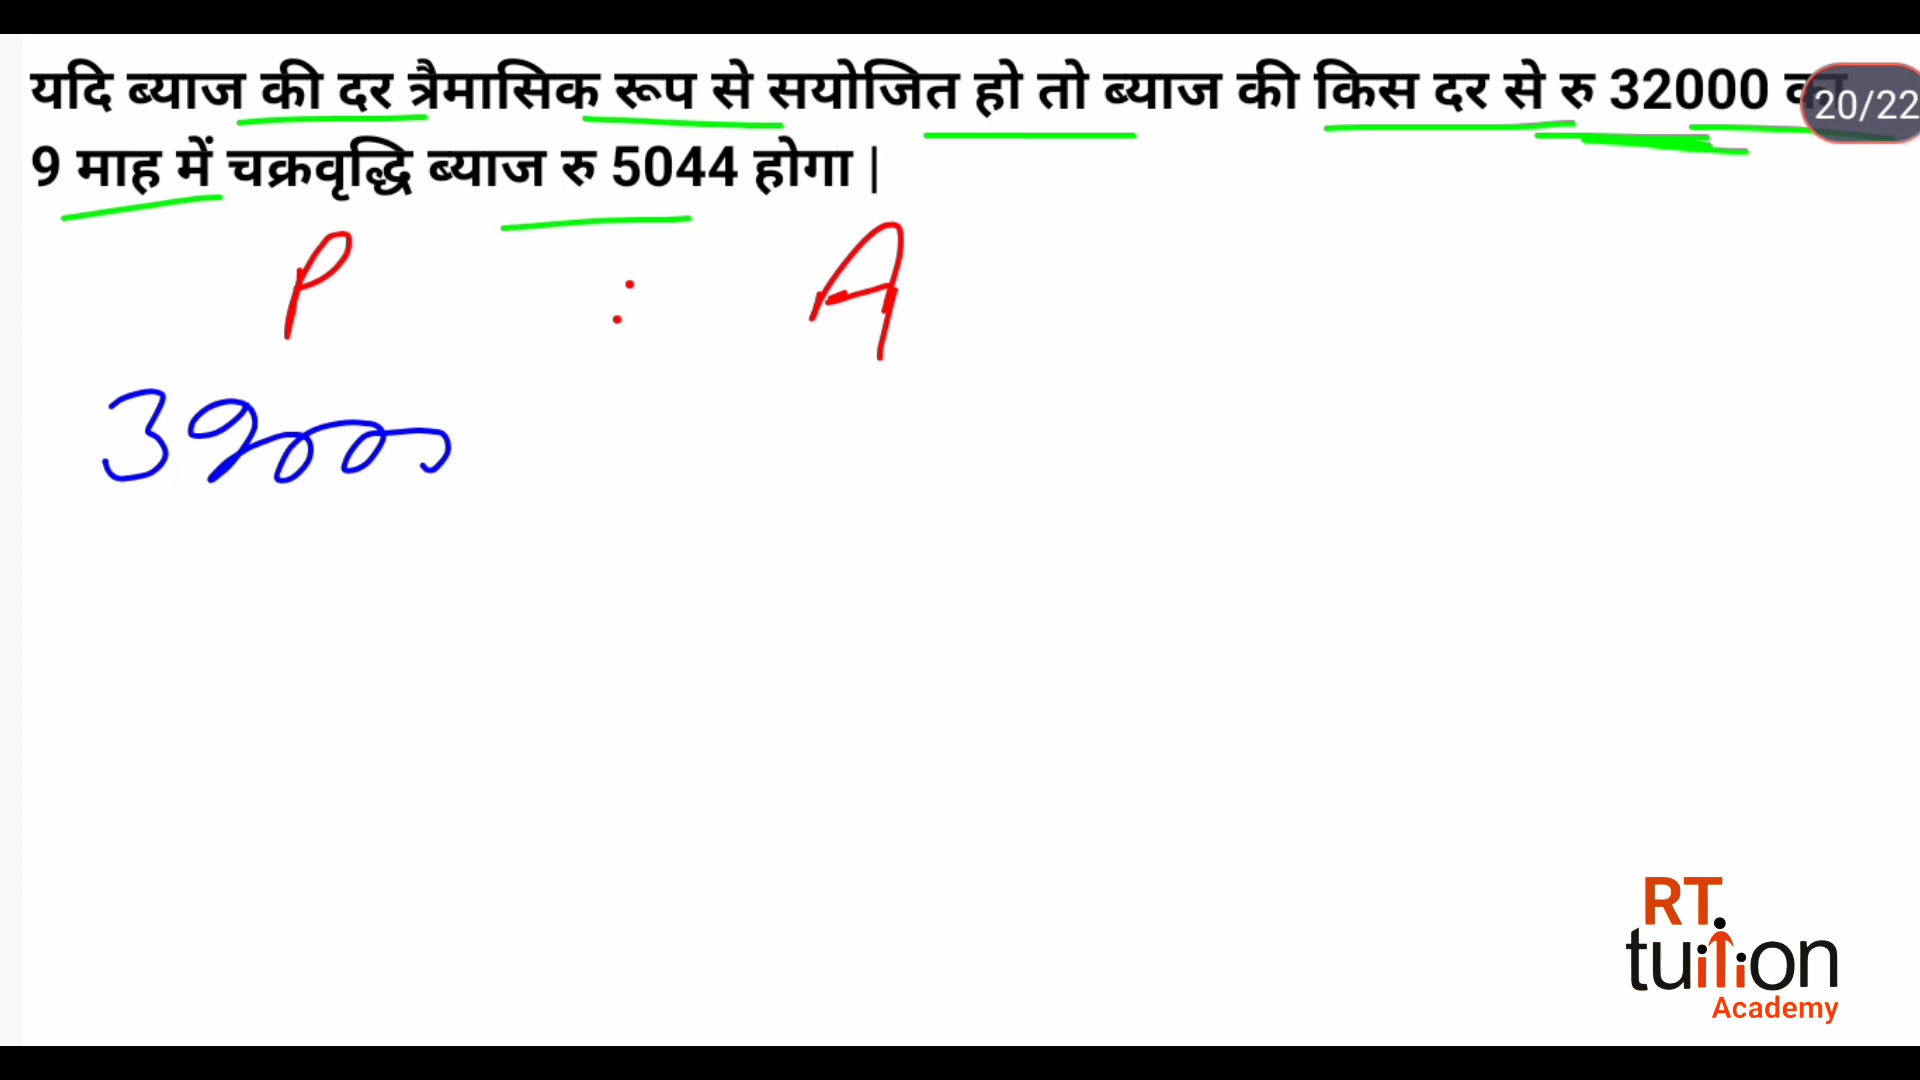 यदि ब्याज की दर त्रैमासिक रूप से सयोजित हो तो ब्याज की किस दर से रु 32000
20/22
9 माह में चक्रवृद्धि ब्याज रु 5044 होगा |
P : A
32000
RT
tuition
Academy